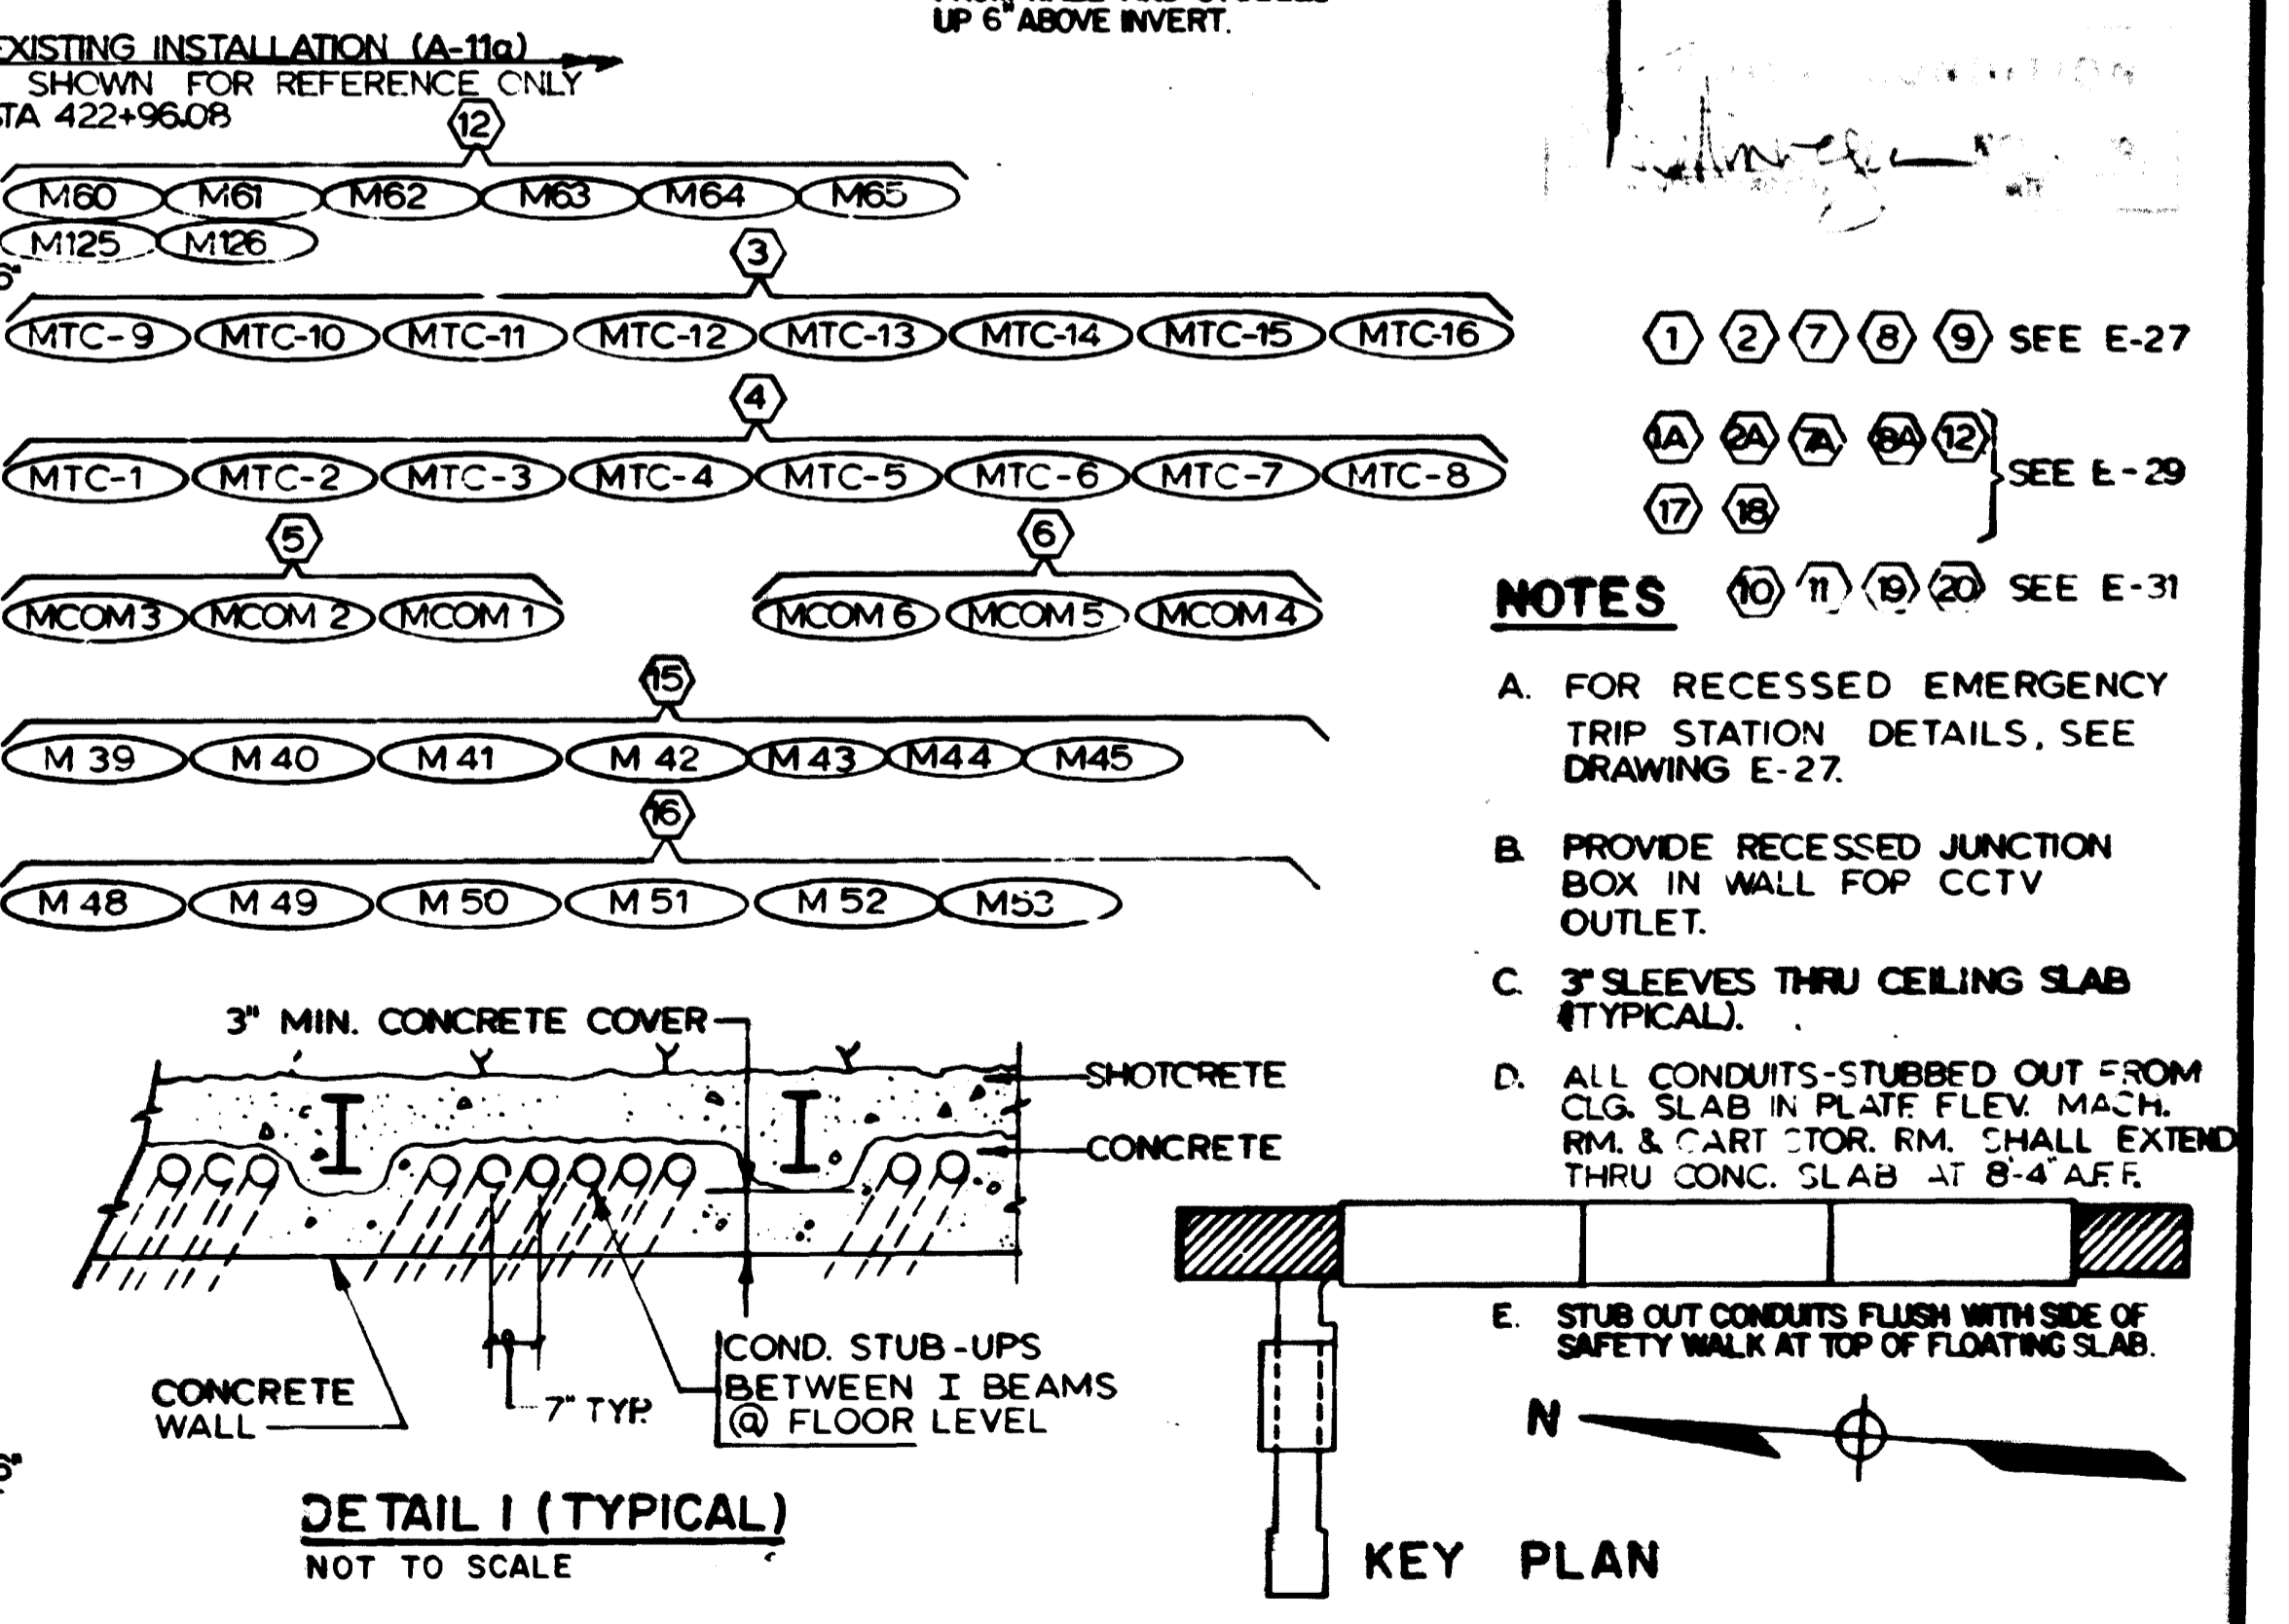 UP 6" ABOVE INVERT.
EXISTING INSTALLATION (A-11a)
SHOWN FOR REFERENCE ONLY
STA 422+96.08
12
M60 M61 M62 M63 M64 M65
M125 M126
6"
3
MTC-9 MTC-10 MTC-11 MTC-12 MTC-13 MTC-14 MTC-15 MTC-16
4
MTC-1 MTC-2 MTC-3 MTC-4 MTC-5 MTC-6 MTC-7 MTC-8
5 6
MCOM3 MCOM 2 MCOM 1 MCOM 6 MCOM 5 MCOM 4
15
M 39 M 40 M 41 M 42 M 43 M44 M45
16
M 48 M 49 M 50 M 51 M 52 M53
1 2 7 8 9 SEE E-27
1A 2A 7A 8A 12
SEE E-29
17 18
10 11 19 20 SEE E-31
NOTES
A. FOR RECESSED EMERGENCY
TRIP STATION DETAILS, SEE
DRAWING E-27.
B. PROVIDE RECESSED JUNCTION
BOX IN WALL FOR CCTV
OUTLET.
C. 3" SLEEVES THRU CEILING SLAB
(TYPICAL).
D. ALL CONDUITS-STUBBED OUT FROM
CLG. SLAB IN PLATF. ELEV. MACH.
RM. & CART STOR. RM. SHALL EXTEND
THRU CONC. SLAB AT 8'-4" A.F.F.
E. STUB OUT CONDUITS FLUSH WITH SIDE OF
SAFETY WALK AT TOP OF FLOATING SLAB.
3" MIN. CONCRETE COVER
SHOTCRETE
CONCRETE
COND. STUB-UPS
BETWEEN I BEAMS
@ FLOOR LEVEL
7" TYP.
CONCRETE
WALL
6"
DETAIL 1 (TYPICAL)
NOT TO SCALE
N
KEY PLAN